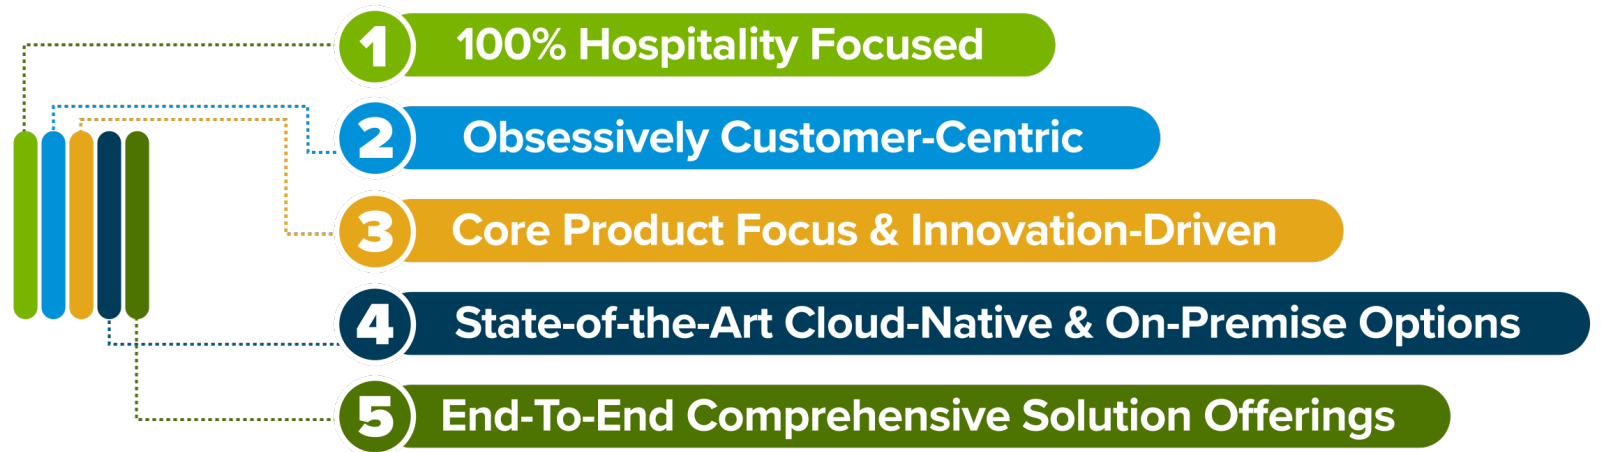 1 100% Hospitality Focused
2 Obsessively Customer-Centric
3 Core Product Focus & Innovation-Driven
4 State-of-the-Art Cloud-Native & On-Premise Options
5 End-To-End Comprehensive Solution Offerings